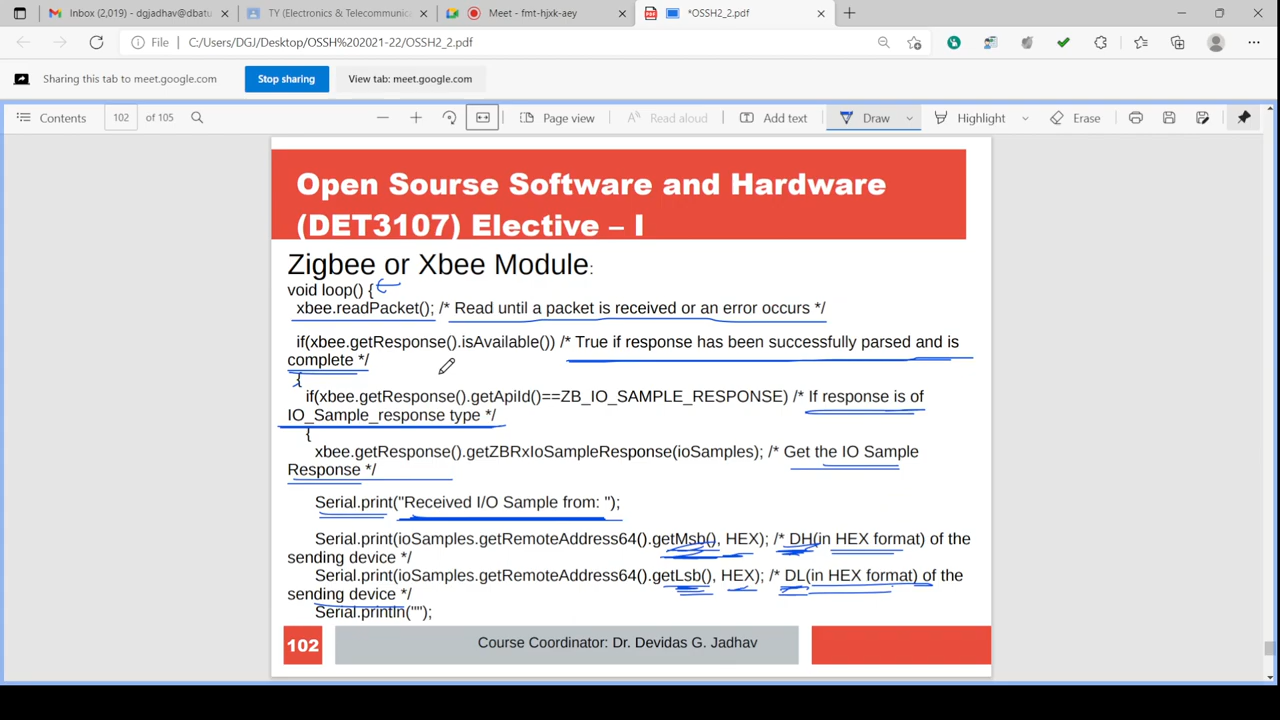 Inbox (2,019) - dgjadhav@dbatu
TY (Electronics & Telecommunica
Meet - fmt-hjxk-aey
*OSSH2_2.pdf
File
C:/Users/DGJ/Desktop/OSSH%202021-22/OSSH2_2.pdf
Sharing this tab to meet.google.com
Stop sharing
View tab: meet.google.com
Contents
102
of 105
Page view
Read aloud
Add text
Draw
Highlight
Erase
Open Sourse Software and Hardware
(DET3107) Elective – I
Zigbee or Xbee Module:
void loop() {
xbee.readPacket(); /* Read until a packet is received or an error occurs */
if(xbee.getResponse().isAvailable()) /* True if response has been successfully parsed and is
complete */
{
if(xbee.getResponse().getApiId()==ZB_IO_SAMPLE_RESPONSE) /* If response is of
IO_Sample_response type */
{
xbee.getResponse().getZBRxIoSampleResponse(ioSamples); /* Get the IO Sample
Response */
Serial.print("Received I/O Sample from: ");
Serial.print(ioSamples.getRemoteAddress64().getMsb(), HEX); /* DH(in HEX format) of the
sending device */
Serial.print(ioSamples.getRemoteAddress64().getLsb(), HEX); /* DL(in HEX format) of the
sending device */
Serial.println("");
102
Course Coordinator: Dr. Devidas G. Jadhav